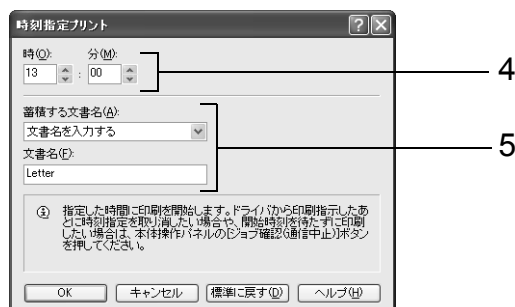 時刻指定プリント
時(O): 分(M):
13 : 00
4
蓄積する文書名(A):
文書名を入力する
5
文書名(F):
Letter
指定した時間に印刷を開始します。ドライバから印刷指示したあ
とに時刻指定を取り消したい場合や、開始時刻を待たずに印刷
したい場合は、本体操作パネルの[ジョブ確認(通信中止)]ボタン
を押してください。
OK キャンセル 標準に戻す(D) ヘルプ(H)